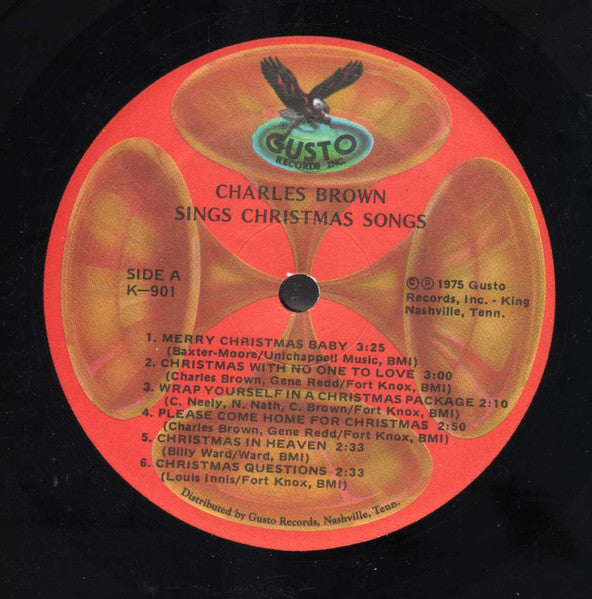 GUSTO
RECORDS INC.
CHARLES BROWN
SINGS CHRISTMAS SONGS
SIDE A
K-901
© ℗ 1975 Gusto
Records, Inc. - King
Nashville, Tenn.
1. MERRY CHRISTMAS BABY 3:25
(Baxter-Moore/Unichappell Music, BMI)
2. CHRISTMAS WITH NO ONE TO LOVE 3:00
(Charles Brown, Gene Redd/Fort Knox, BMI)
3. WRAP YOURSELF IN A CHRISTMAS PACKAGE 2:10
(C. Neely, N. Nath, C. Brown/Fort Knox, BMI)
4. PLEASE COME HOME FOR CHRISTMAS 2:50
(Charles Brown, Gene Redd/Fort Knox, BMI)
5. CHRISTMAS IN HEAVEN 2:33
(Billy Ward/Ward, BMI)
6. CHRISTMAS QUESTIONS 2:33
(Louis Innis/Fort Knox, BMI)
Distributed by Gusto Records, Nashville, Tenn.